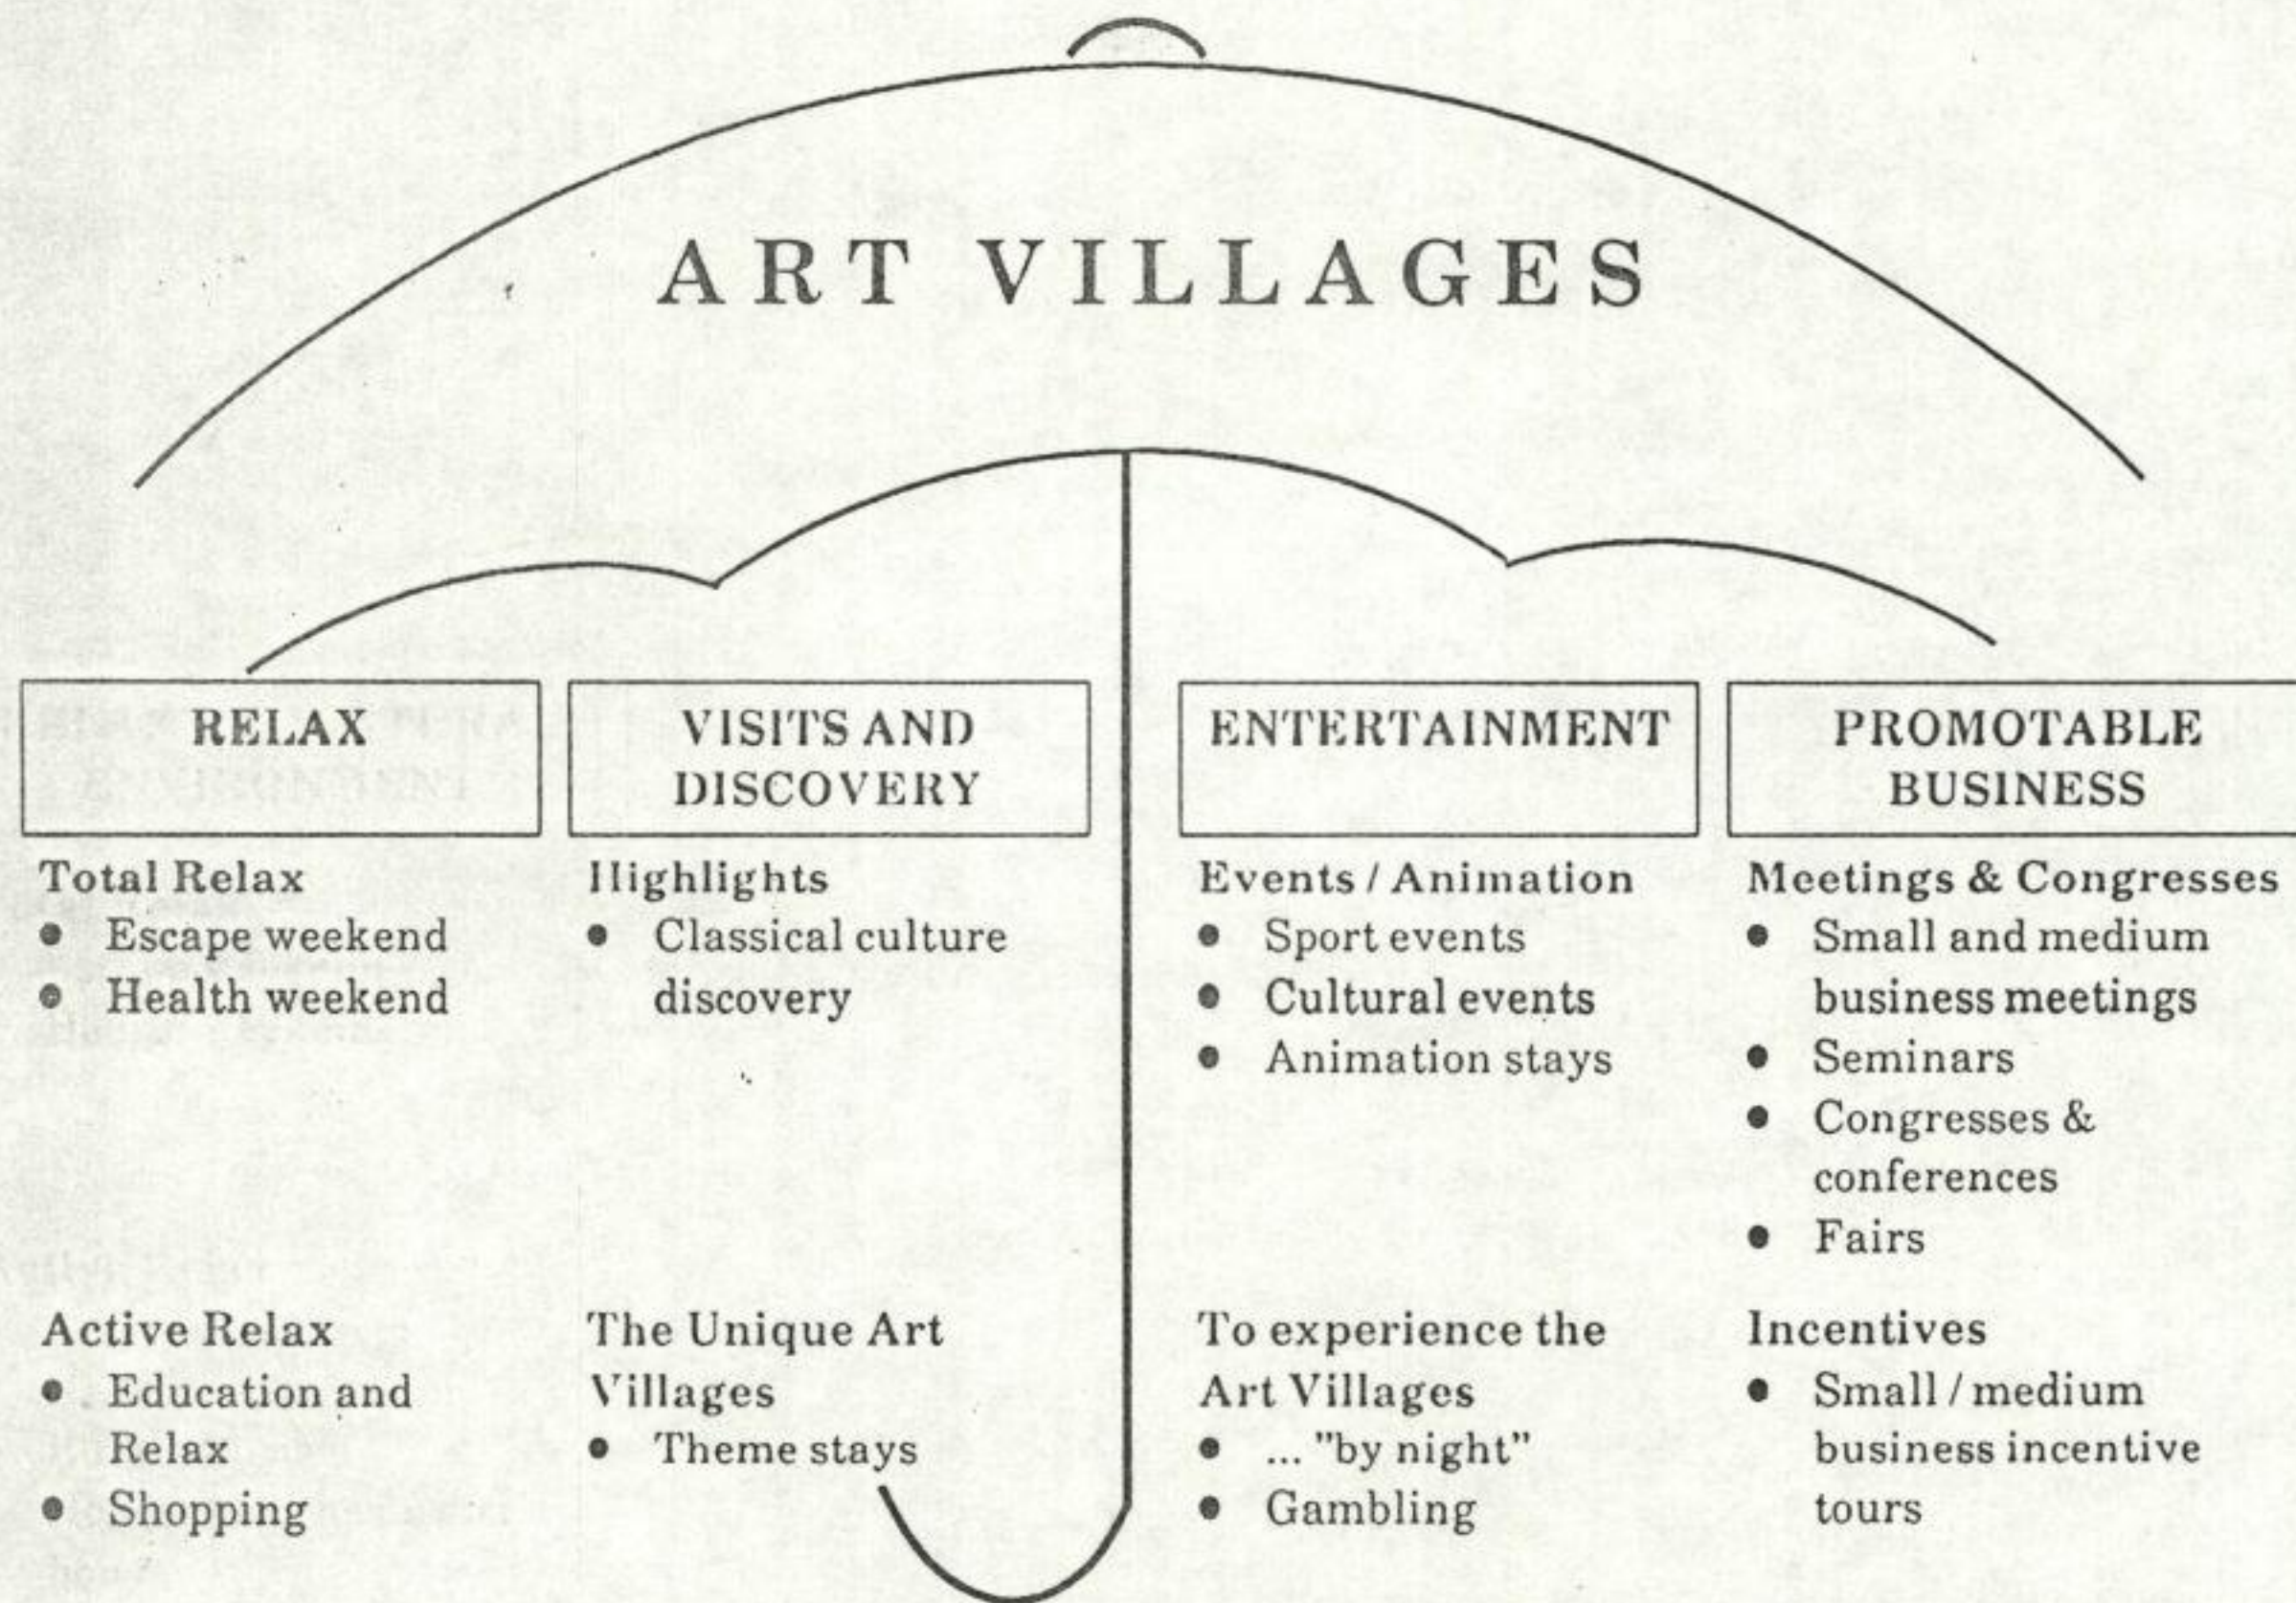 ART VILLAGES
RELAX
Total Relax
• Escape weekend
• Health weekend
Active Relax
• Education and
Relax
• Shopping
VISITS AND
DISCOVERY
Highlights
• Classical culture
discovery
The Unique Art
Villages
• Theme stays
ENTERTAINMENT
Events / Animation
• Sport events
• Cultural events
• Animation stays
To experience the
Art Villages
• ... "by night"
• Gambling
PROMOTABLE
BUSINESS
Meetings & Congresses
• Small and medium
business meetings
• Seminars
• Congresses &
conferences
• Fairs
Incentives
• Small / medium
business incentive
tours